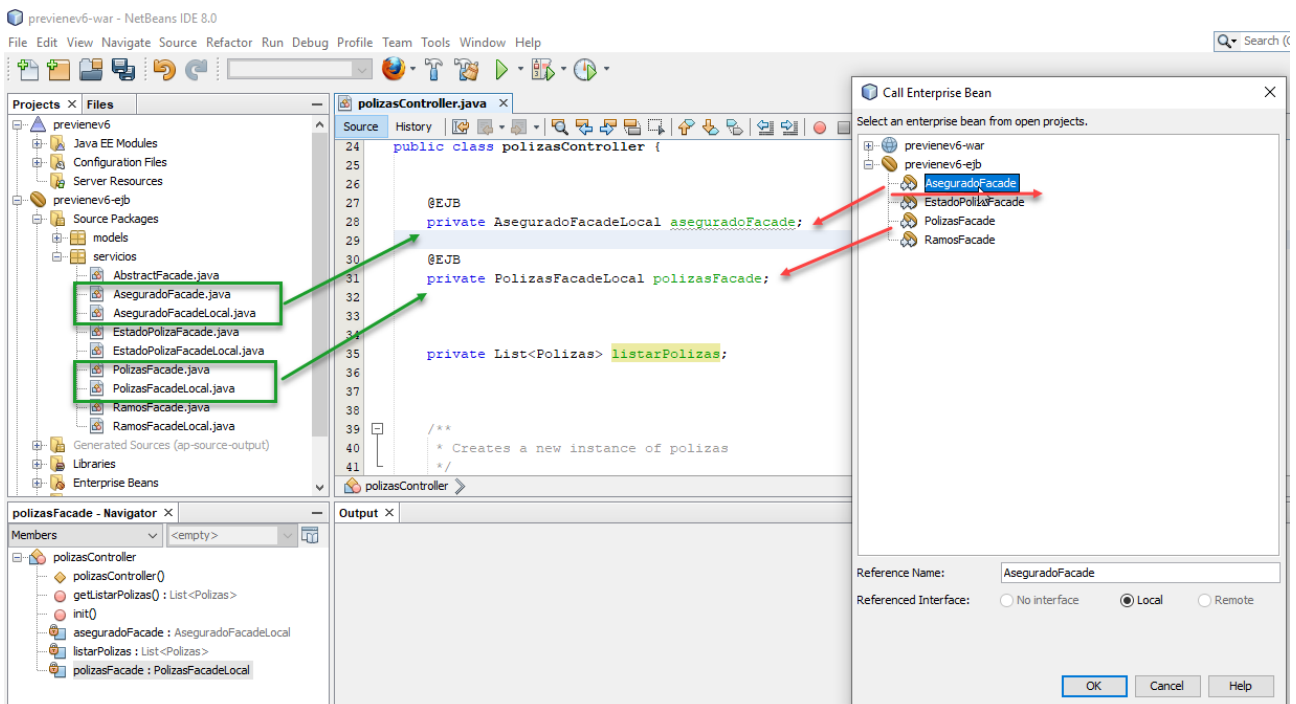 previenev6-war - NetBeans IDE 8.0
File Edit View Navigate Source Refactor Run Debug Profile Team Tools Window Help
Search (
Projects × Files
previenev6
Java EE Modules
Configuration Files
Server Resources
previenev6-ejb
Source Packages
models
servicios
AbstractFacade.java
AseguradoFacade.java
AseguradoFacadeLocal.java
EstadoPolizaFacade.java
EstadoPolizaFacadeLocal.java
PolizasFacade.java
PolizasFacadeLocal.java
RamosFacade.java
RamosFacadeLocal.java
Generated Sources (ap-source-output)
Libraries
Enterprise Beans
polizasController.java ×
Source History
24 public class polizasController {
25
26
27 @EJB
28 private AseguradoFacadeLocal aseguradoFacade;
29
30 @EJB
31 private PolizasFacadeLocal polizasFacade;
32
33
34
35 private List<Polizas> listarPolizas;
36
37
38
39 /**
40 * Creates a new instance of polizas
41 */
polizasController
polizasFacade - Navigator ×
Members <empty>
polizasController
polizasController()
getListarPolizas() : List<Polizas>
init()
aseguradoFacade : AseguradoFacadeLocal
listarPolizas : List<Polizas>
polizasFacade : PolizasFacadeLocal
Output ×
Call Enterprise Bean
Select an enterprise bean from open projects.
previenev6-war
previenev6-ejb
AseguradoFacade
EstadoPolizaFacade
PolizasFacade
RamosFacade
Reference Name: AseguradoFacade
Referenced Interface: No interface Local Remote
OK Cancel Help